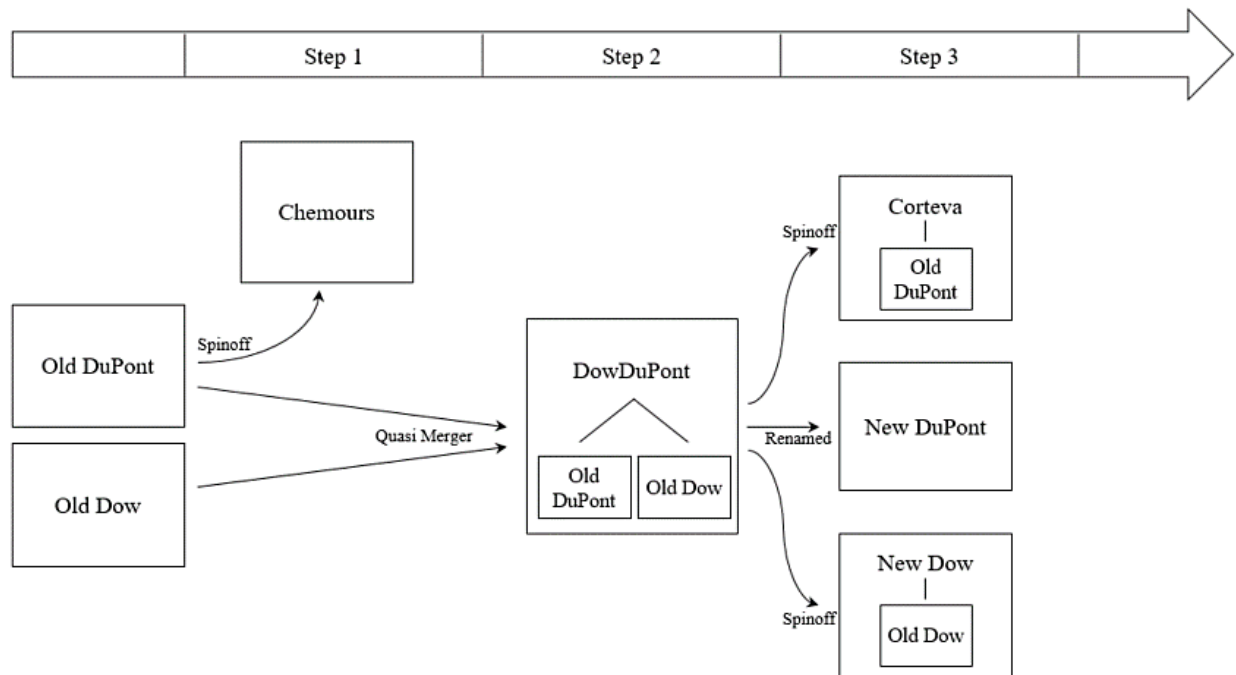 Step 1
Step 2
Step 3
Chemours
Old DuPont
Old Dow
Spinoff
Quasi Merger
DowDuPont
Old
DuPont
Old Dow
Spinoff
Renamed
Spinoff
Corteva
Old
DuPont
New DuPont
New Dow
Old Dow